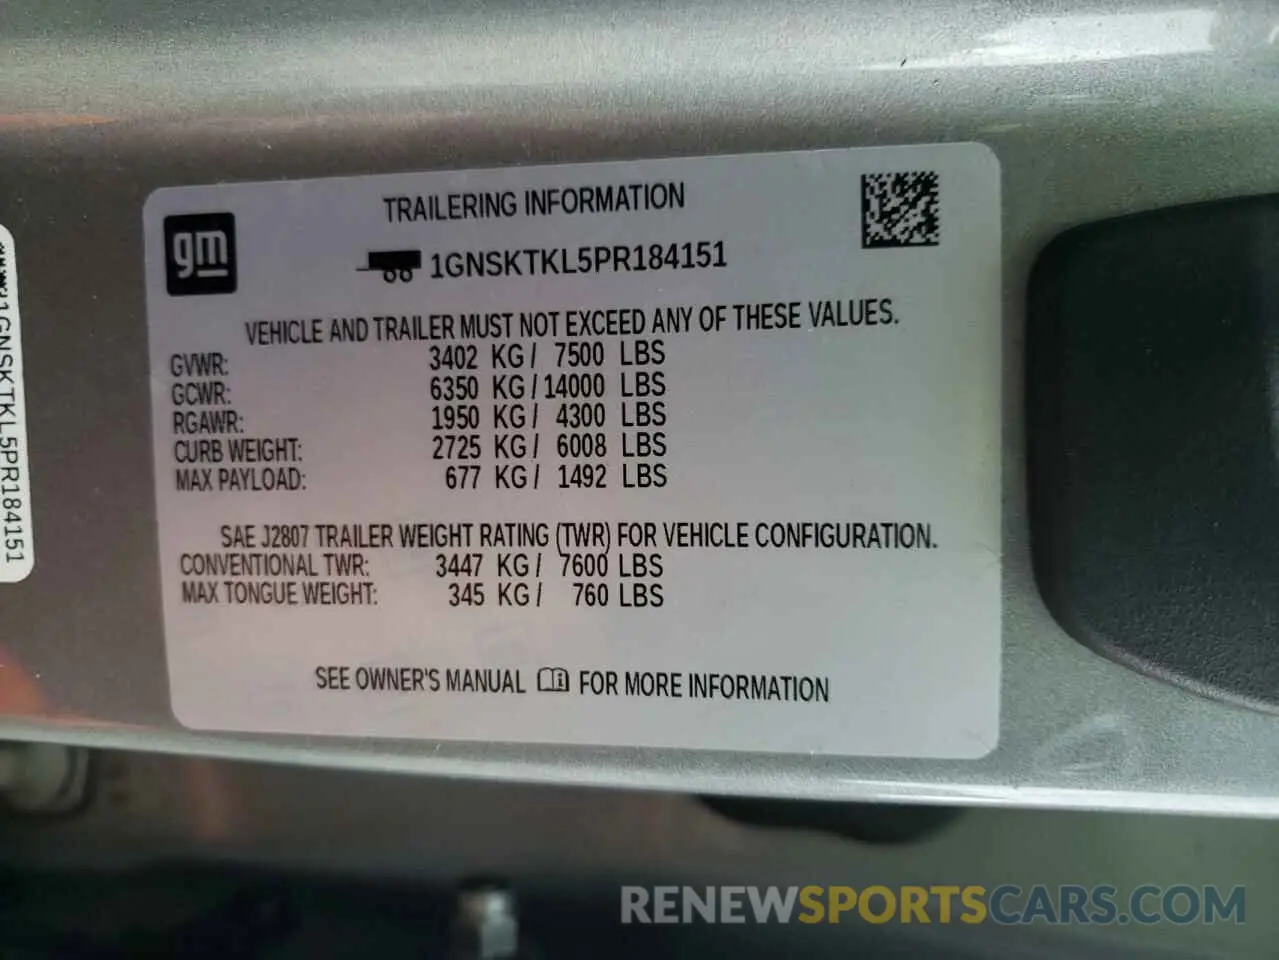 TRAILERING INFORMATION
gm
1GNSKTKL5PR184151
VEHICLE AND TRAILER MUST NOT EXCEED ANY OF THESE VALUES.
GVWR: 3402 KG/ 7500 LBS
GCWR: 6350 KG/14000 LBS
RGAWR: 1950 KG/ 4300 LBS
CURB WEIGHT: 2725 KG/ 6008 LBS
MAX PAYLOAD: 677 KG/ 1492 LBS
SAE J2807 TRAILER WEIGHT RATING (TWR) FOR VEHICLE CONFIGURATION.
CONVENTIONAL TWR: 3447 KG/ 7600 LBS
MAX TONGUE WEIGHT: 345 KG/ 760 LBS
SEE OWNER'S MANUAL FOR MORE INFORMATION
1GNSKTKL5PR184151
RENEWSPORTSCARS.COM